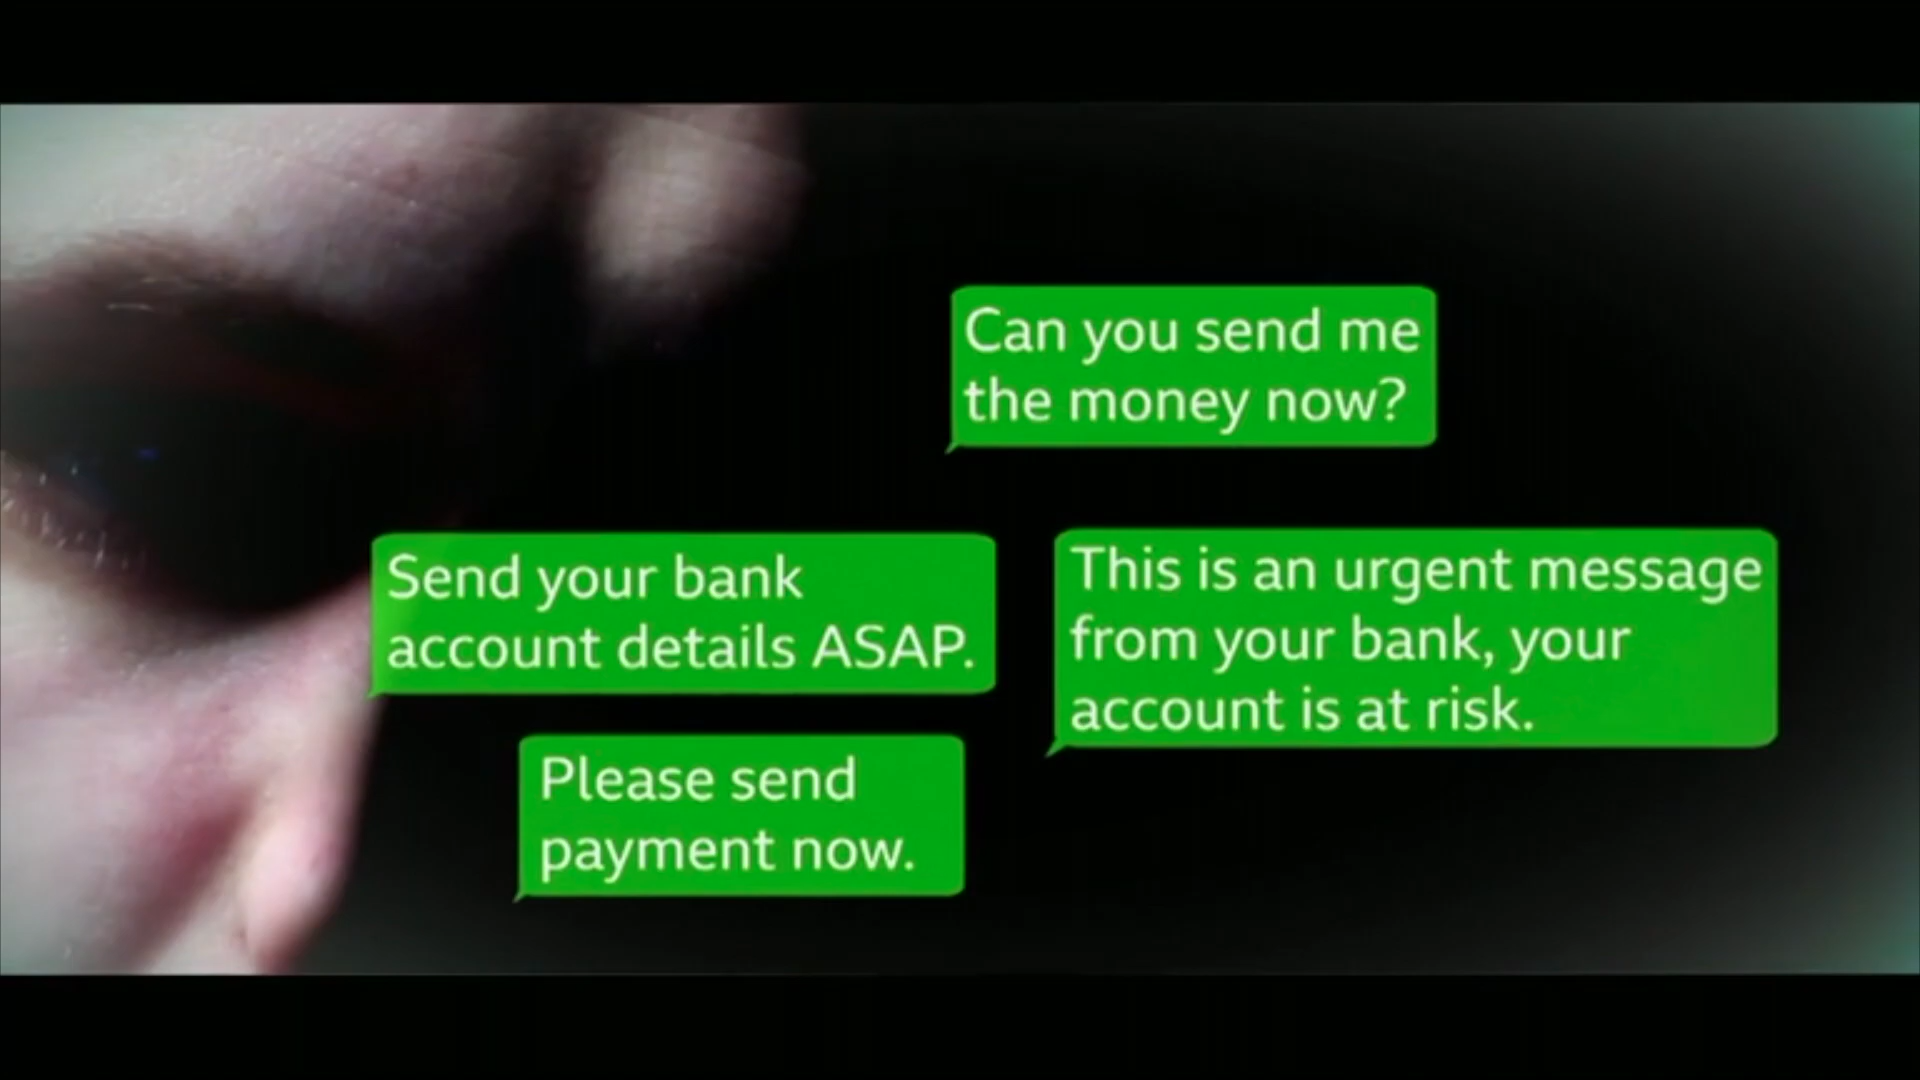 Can you send me
the money now?
Send your bank
account details ASAP.
This is an urgent message
from your bank, your
account is at risk.
Please send
payment now.